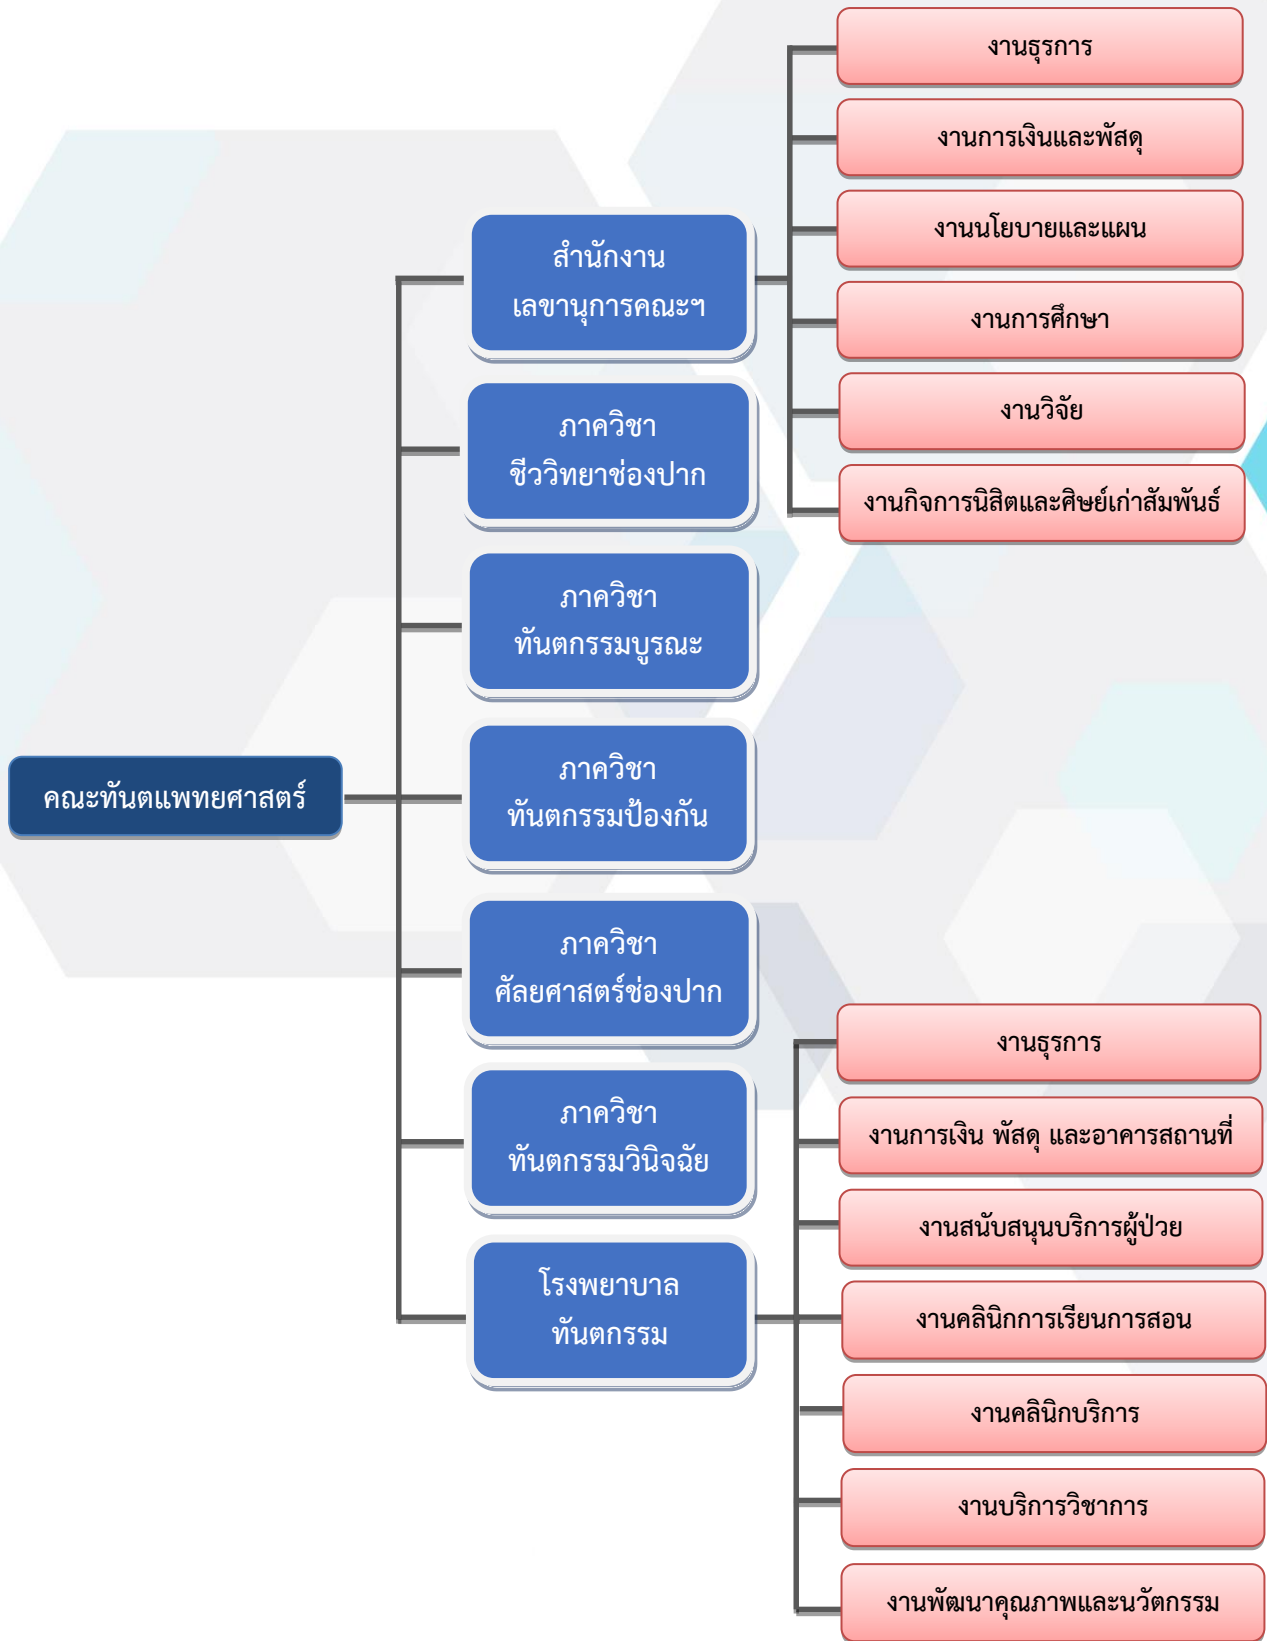 คณะทันตแพทยศาสตร์
สำนักงาน
เลขานุการคณะฯ
งานธุรการ
งานการเงินและพัสดุ
งานนโยบายและแผน
งานการศึกษา
งานวิจัย
งานกิจการนิสิตและศิษย์เก่าสัมพันธ์
ภาควิชา
ชีววิทยาช่องปาก
ภาควิชา
ทันตกรรมบูรณะ
ภาควิชา
ทันตกรรมป้องกัน
ภาควิชา
ศัลยศาสตร์ช่องปาก
ภาควิชา
ทันตกรรมวินิจฉัย
โรงพยาบาล
ทันตกรรม
งานธุรการ
งานการเงิน พัสดุ และอาคารสถานที่
งานสนับสนุนบริการผู้ป่วย
งานคลินิกการเรียนการสอน
งานคลินิกบริการ
งานบริการวิชาการ
งานพัฒนาคุณภาพและนวัตกรรม